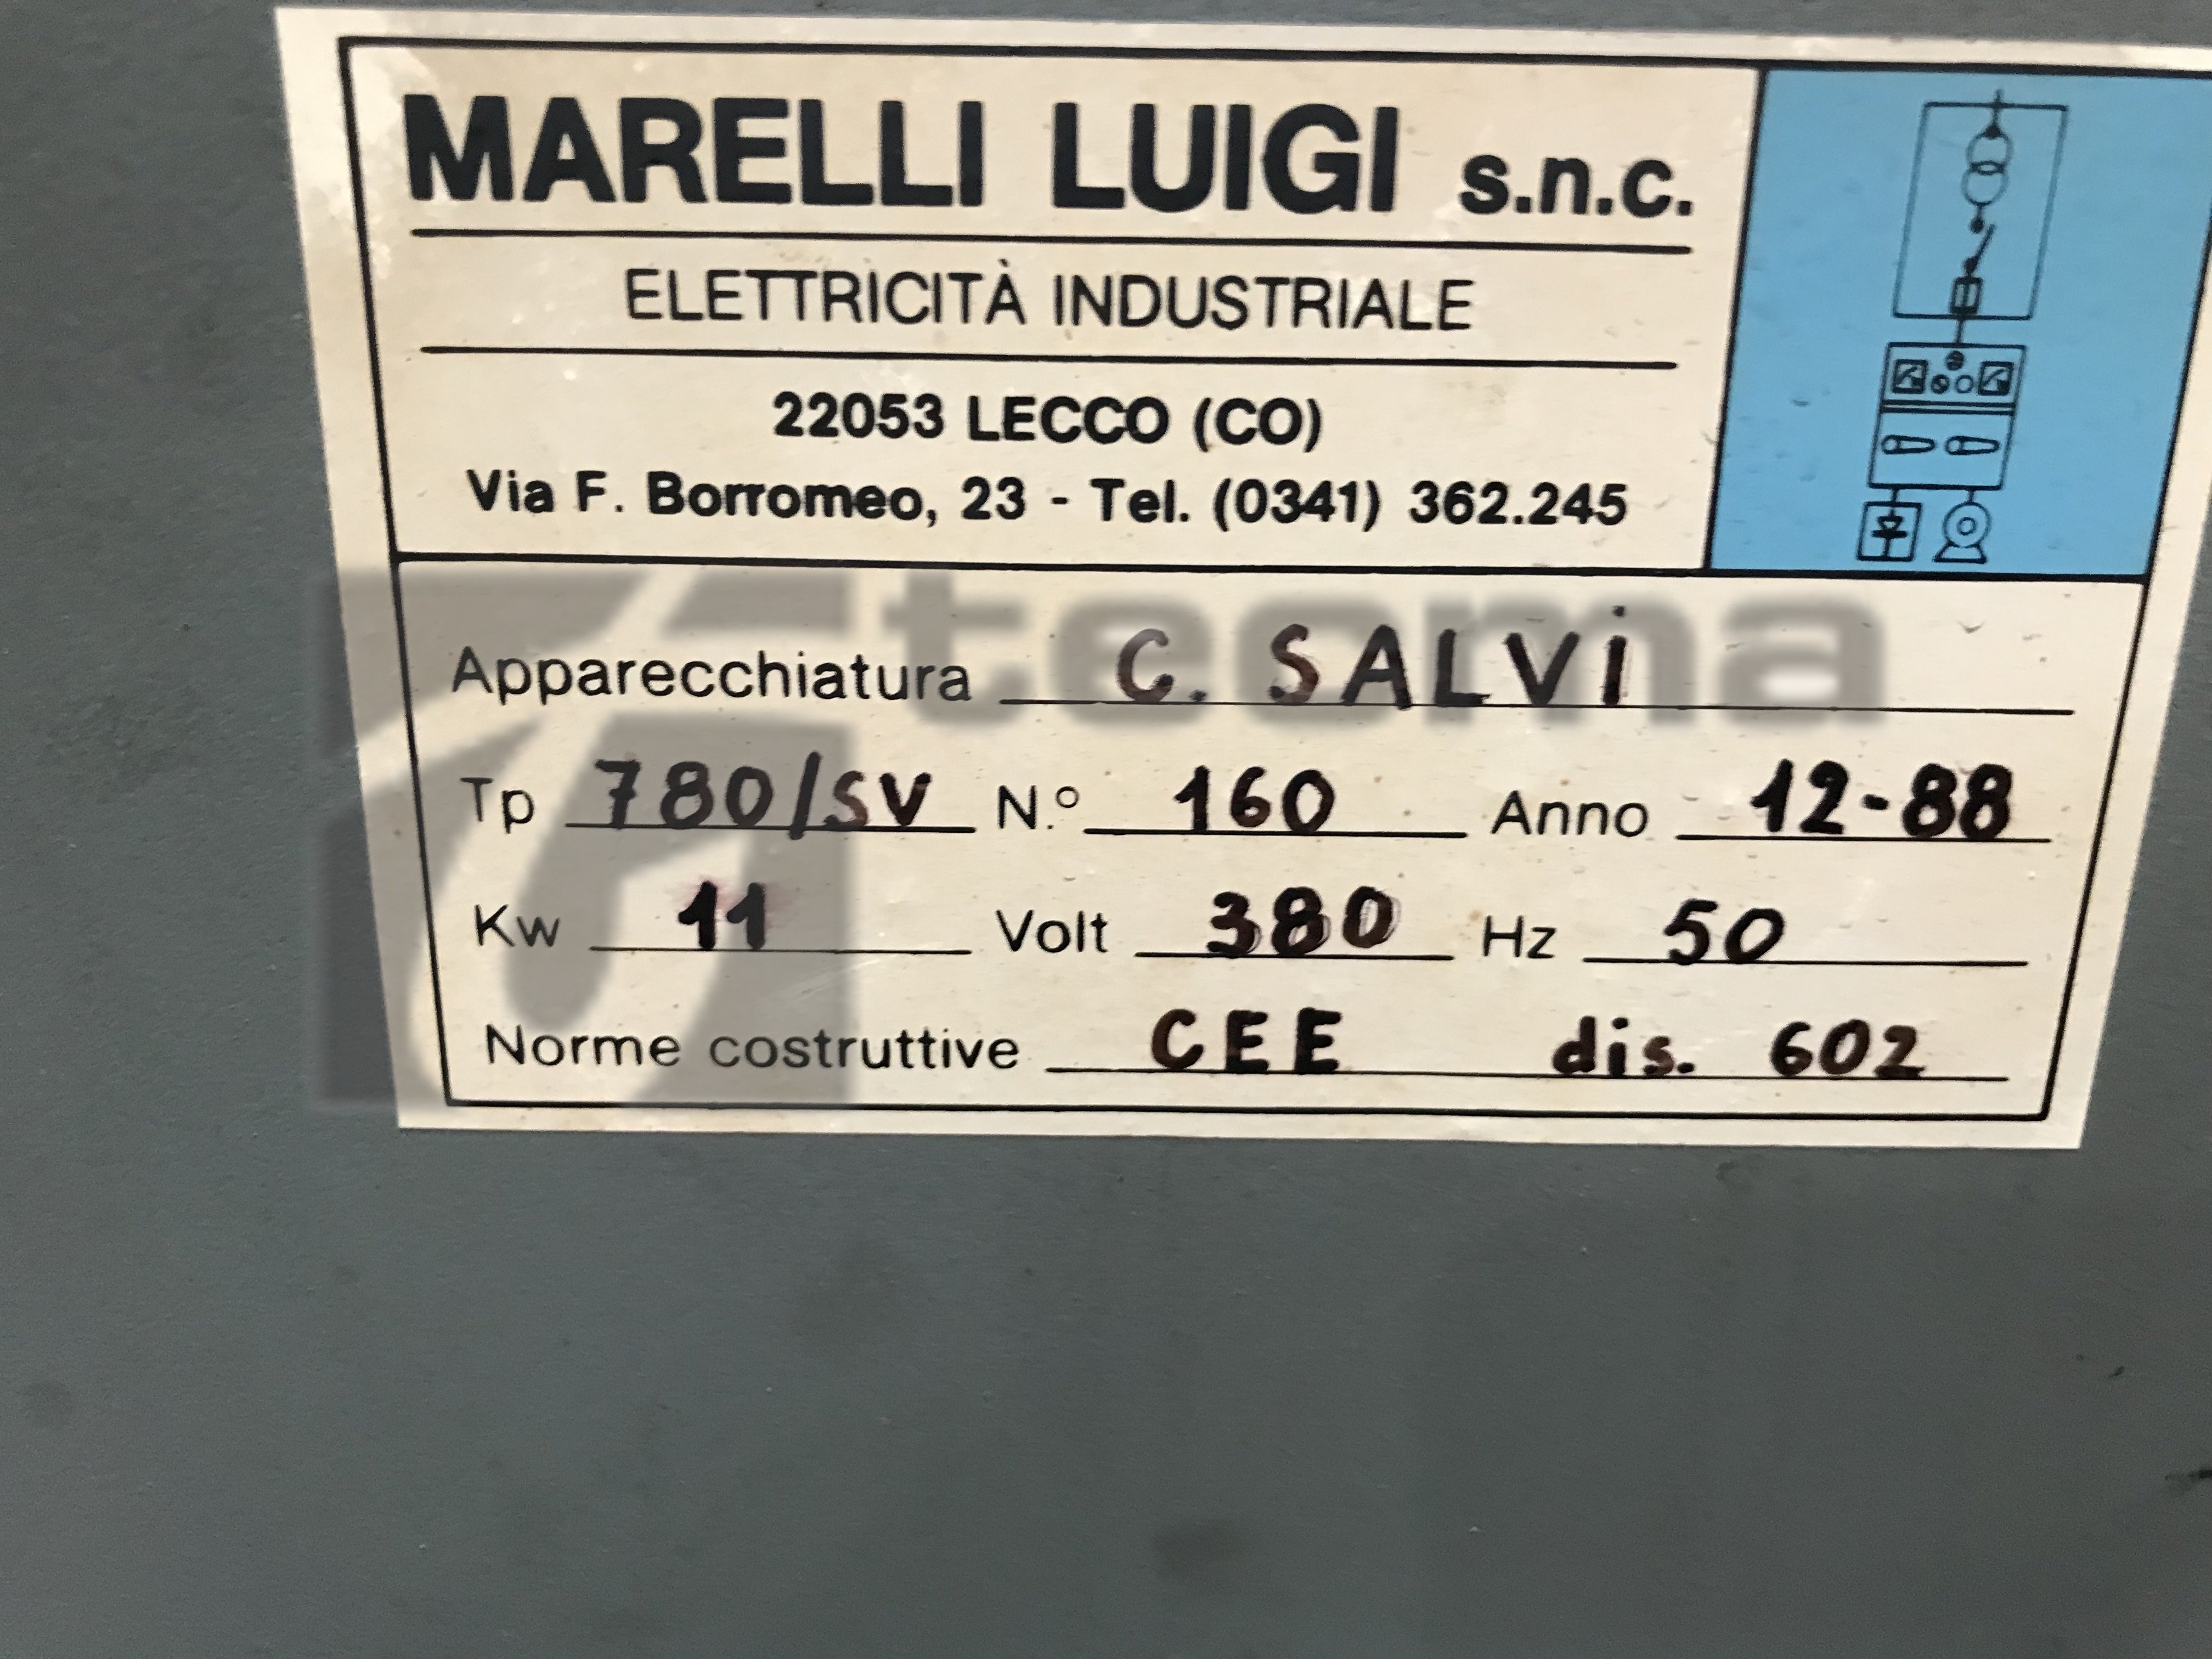 MARELLI LUIGI s.n.c.
ELETTRICITÀ INDUSTRIALE
22053 LECCO (CO)
Via F. Borromeo, 23 - Tel. (0341) 362.245
tecma
Apparecchiatura C. SALVi
Tp 780/SV N.° 160 Anno 12-88
Kw 11 Volt 380 Hz 50
Norme costruttive CEE dis. 602